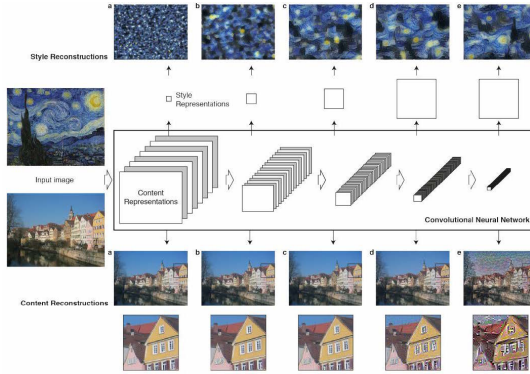 a b c d e
Style Reconstructions
Style
Representations
Input image
Content
Representations
Convolutional Neural Network
a b c d e
Content Reconstructions